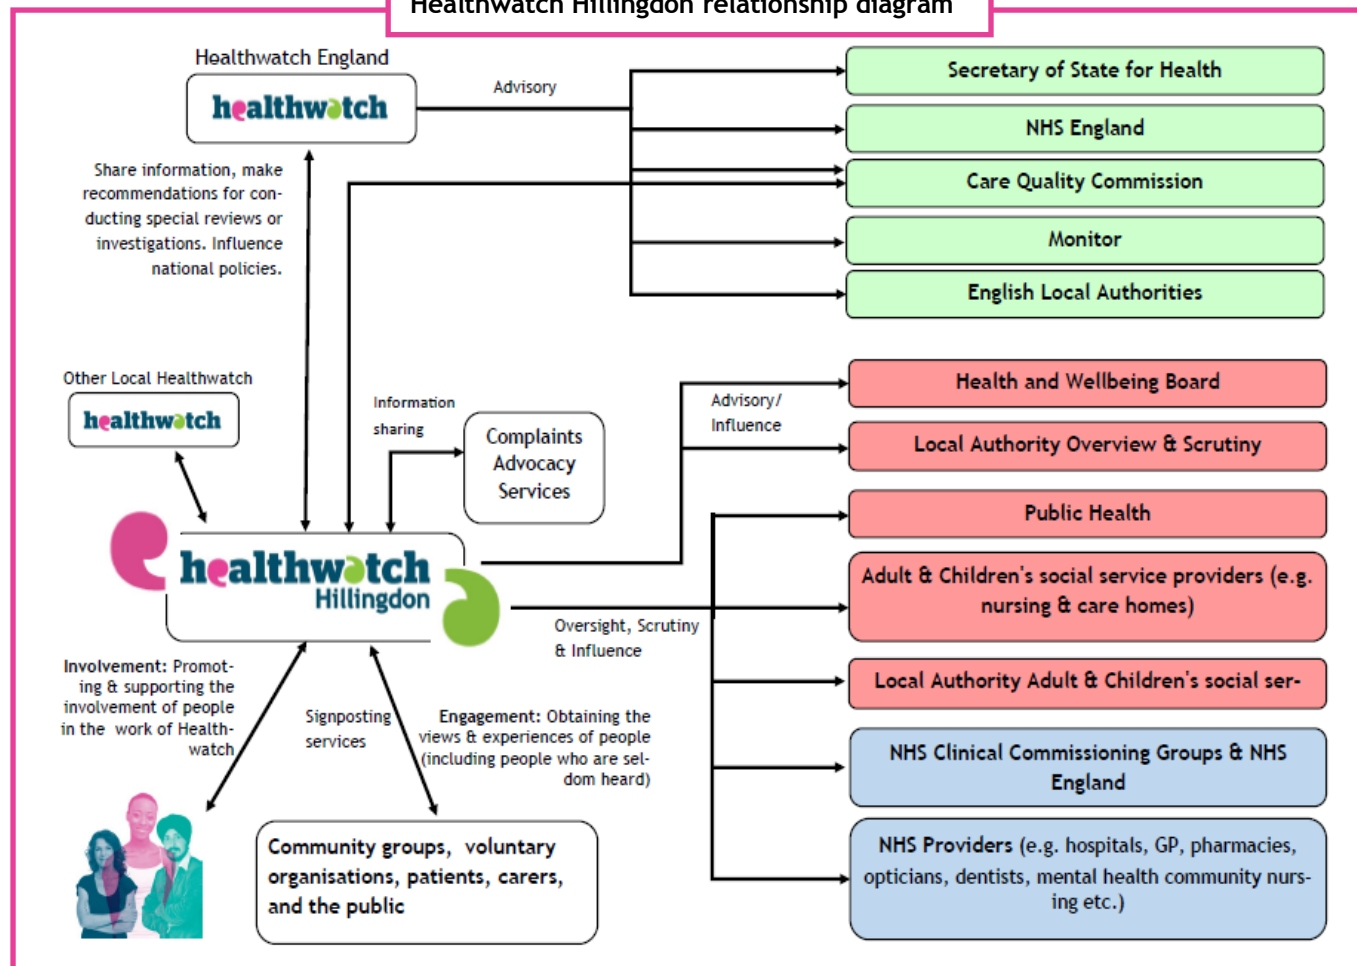 Healthwatch Hillingdon relationship diagram
Healthwatch England
healthwatch
Advisory
Secretary of State for Health
NHS England
Care Quality Commission
Monitor
English Local Authorities
Share information, make
recommendations for con-
ducting special reviews or
investigations. Influence
national policies.
Other Local Healthwatch
healthwatch
Information
sharing
Complaints
Advocacy
Services
Advisory/
Influence
Health and Wellbeing Board
Local Authority Overview & Scrutiny
Public Health
Adult & Children's social service providers (e.g.
nursing & care homes)
Local Authority Adult & Children's social ser-
NHS Clinical Commissioning Groups & NHS
England
NHS Providers (e.g. hospitals, GP, pharmacies,
opticians, dentists, mental health community nurs-
ing etc.)
healthwatch
Hillingdon
Oversight, Scrutiny
& Influence
Involvement: Promot-
ing & supporting the
involvement of people
in the work of Health-
watch
Signposting
services
Engagement: Obtaining the
views & experiences of people
(including people who are sel-
dom heard)
Community groups, voluntary
organisations, patients, carers,
and the public